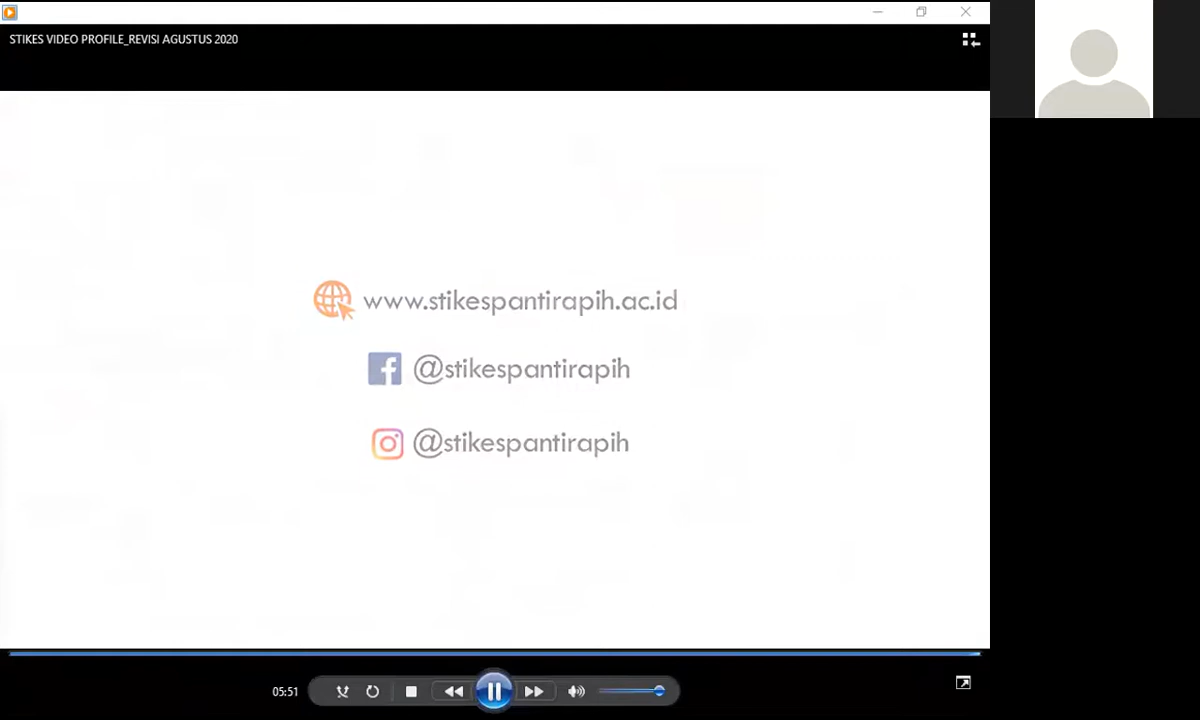 STIKES VIDEO PROFILE_REVISI AGUSTUS 2020
www.stikespantirapih.ac.id
@stikespantirapih
@stikespantirapih
05:51